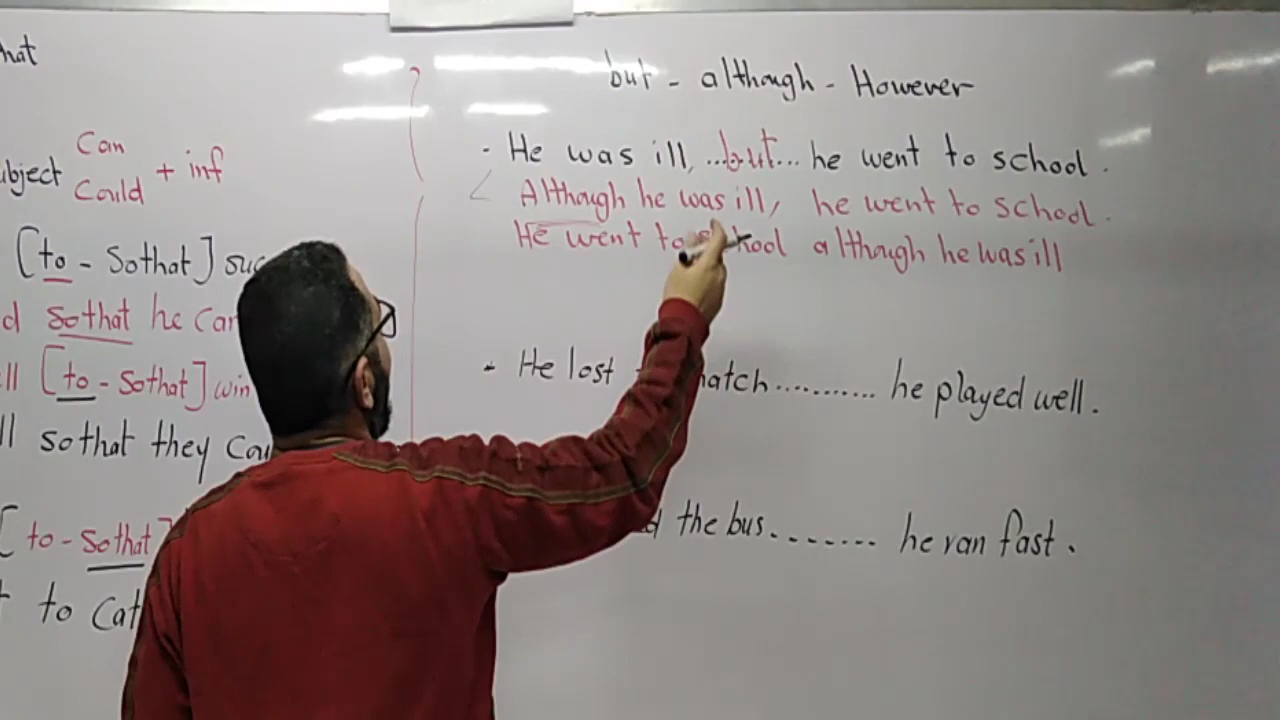 hat
Can
ubject + inf
Could
[to - Sothat] suc
d sothat he can
ll [to - Sothat] win
ll sothat they Cou
[ to - Sothat
t to Cat
but - although - However
- He was ill, ...but... he went to school.
Although he was ill, he went to school.
He went to school although he was ill
- He lost match........... he played well.
the bus........ he ran fast.